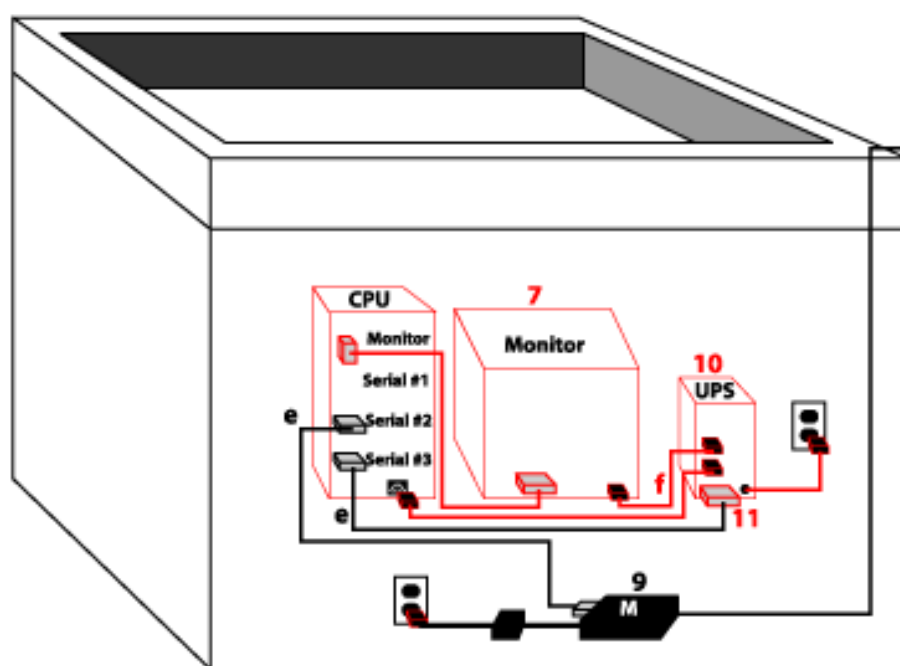 7
CPU
Monitor
Monitor
10
Serial #1
UPS
e
Serial #2
Serial #3
f
e
11
9
M